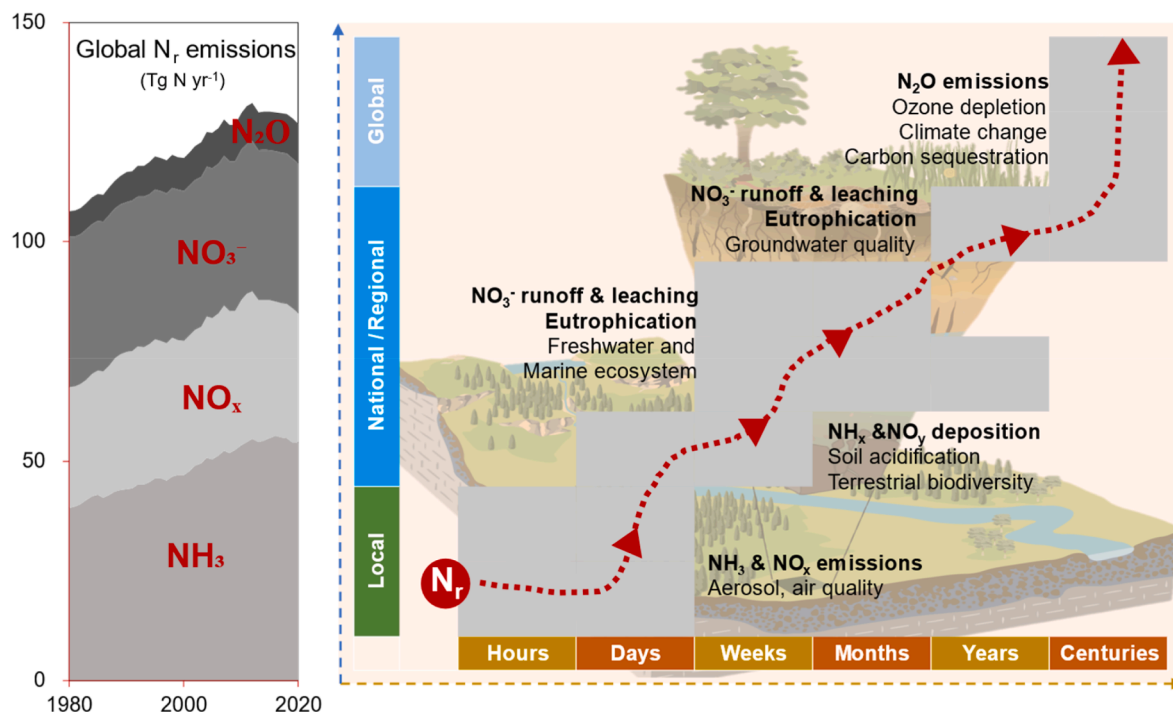 150
100
50
0
1980
2000
2020
Global Nᵣ emissions
(Tg N yr⁻¹)
N₂O
NO₃⁻
NOₓ
NH₃
Global
National / Regional
Local
N₂O emissions
Ozone depletion
Climate change
Carbon sequestration
NO₃⁻ runoff & leaching
Eutrophication
Groundwater quality
NO₃⁻ runoff & leaching
Eutrophication
Freshwater and
Marine ecosystem
NHₓ &NOᵧ deposition
Soil acidification
Terrestrial biodiversity
NH₃ & NOₓ emissions
Aerosol, air quality
Nᵣ
Hours
Days
Weeks
Months
Years
Centuries